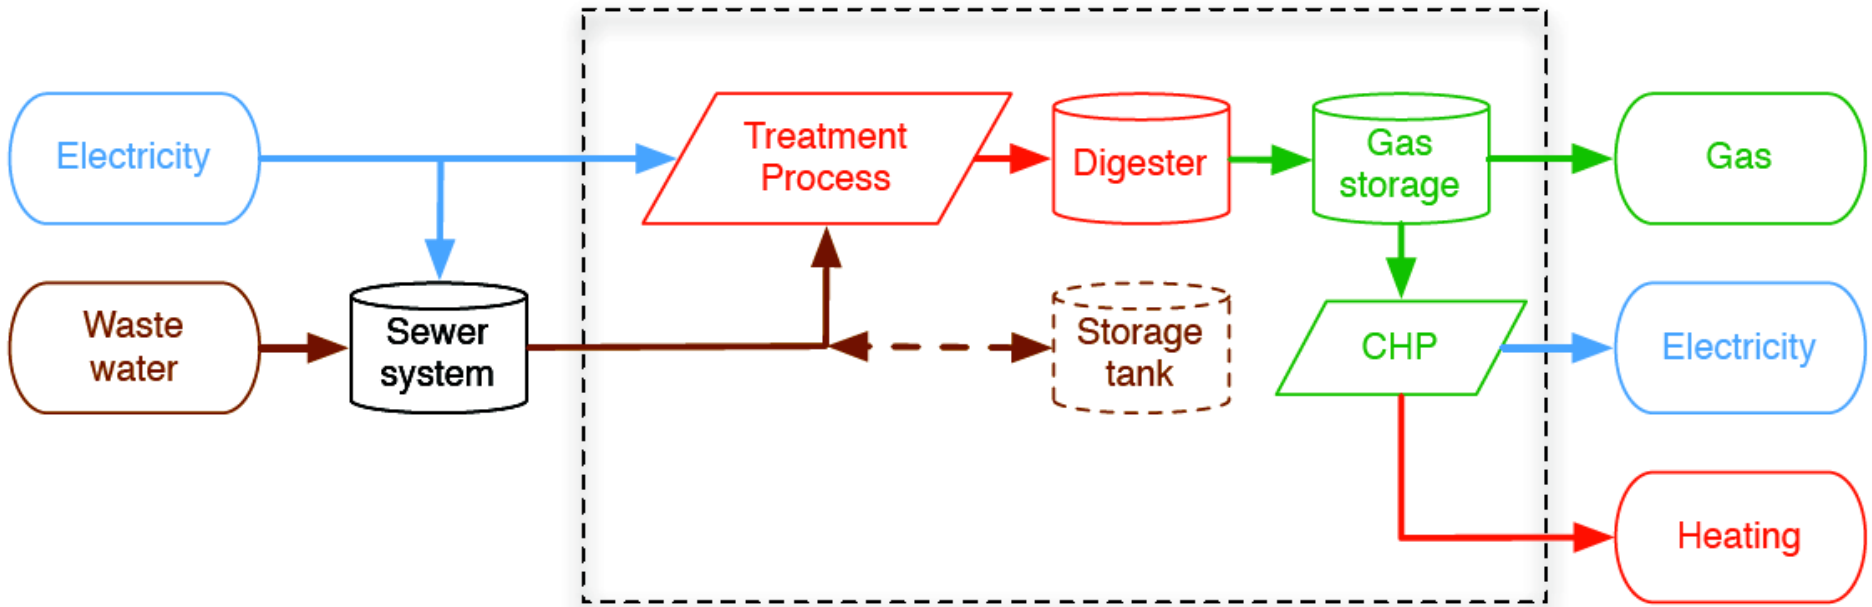 Electricity
Treatment
Process
Digester
Gas
storage
Gas
Waste
water
Sewer
system
Storage
tank
CHP
Electricity
Heating